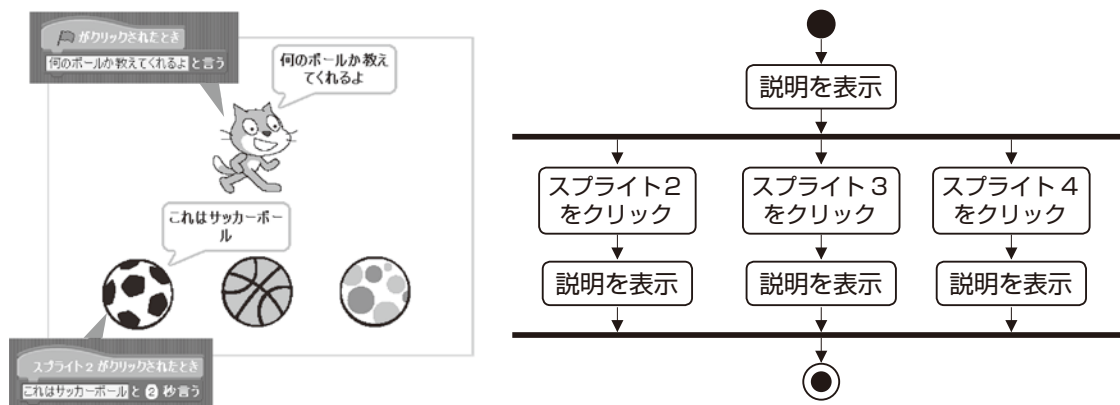 がクリックされたとき
何のボールか教えてくれるよ と言う
何のボールか教え
てくれるよ
これはサッカーボー
ル
スプライト2 がクリックされたとき
これはサッカーボール と 2 秒言う
説明を表示
スプライト2
をクリック
スプライト3
をクリック
スプライト4
をクリック
説明を表示
説明を表示
説明を表示